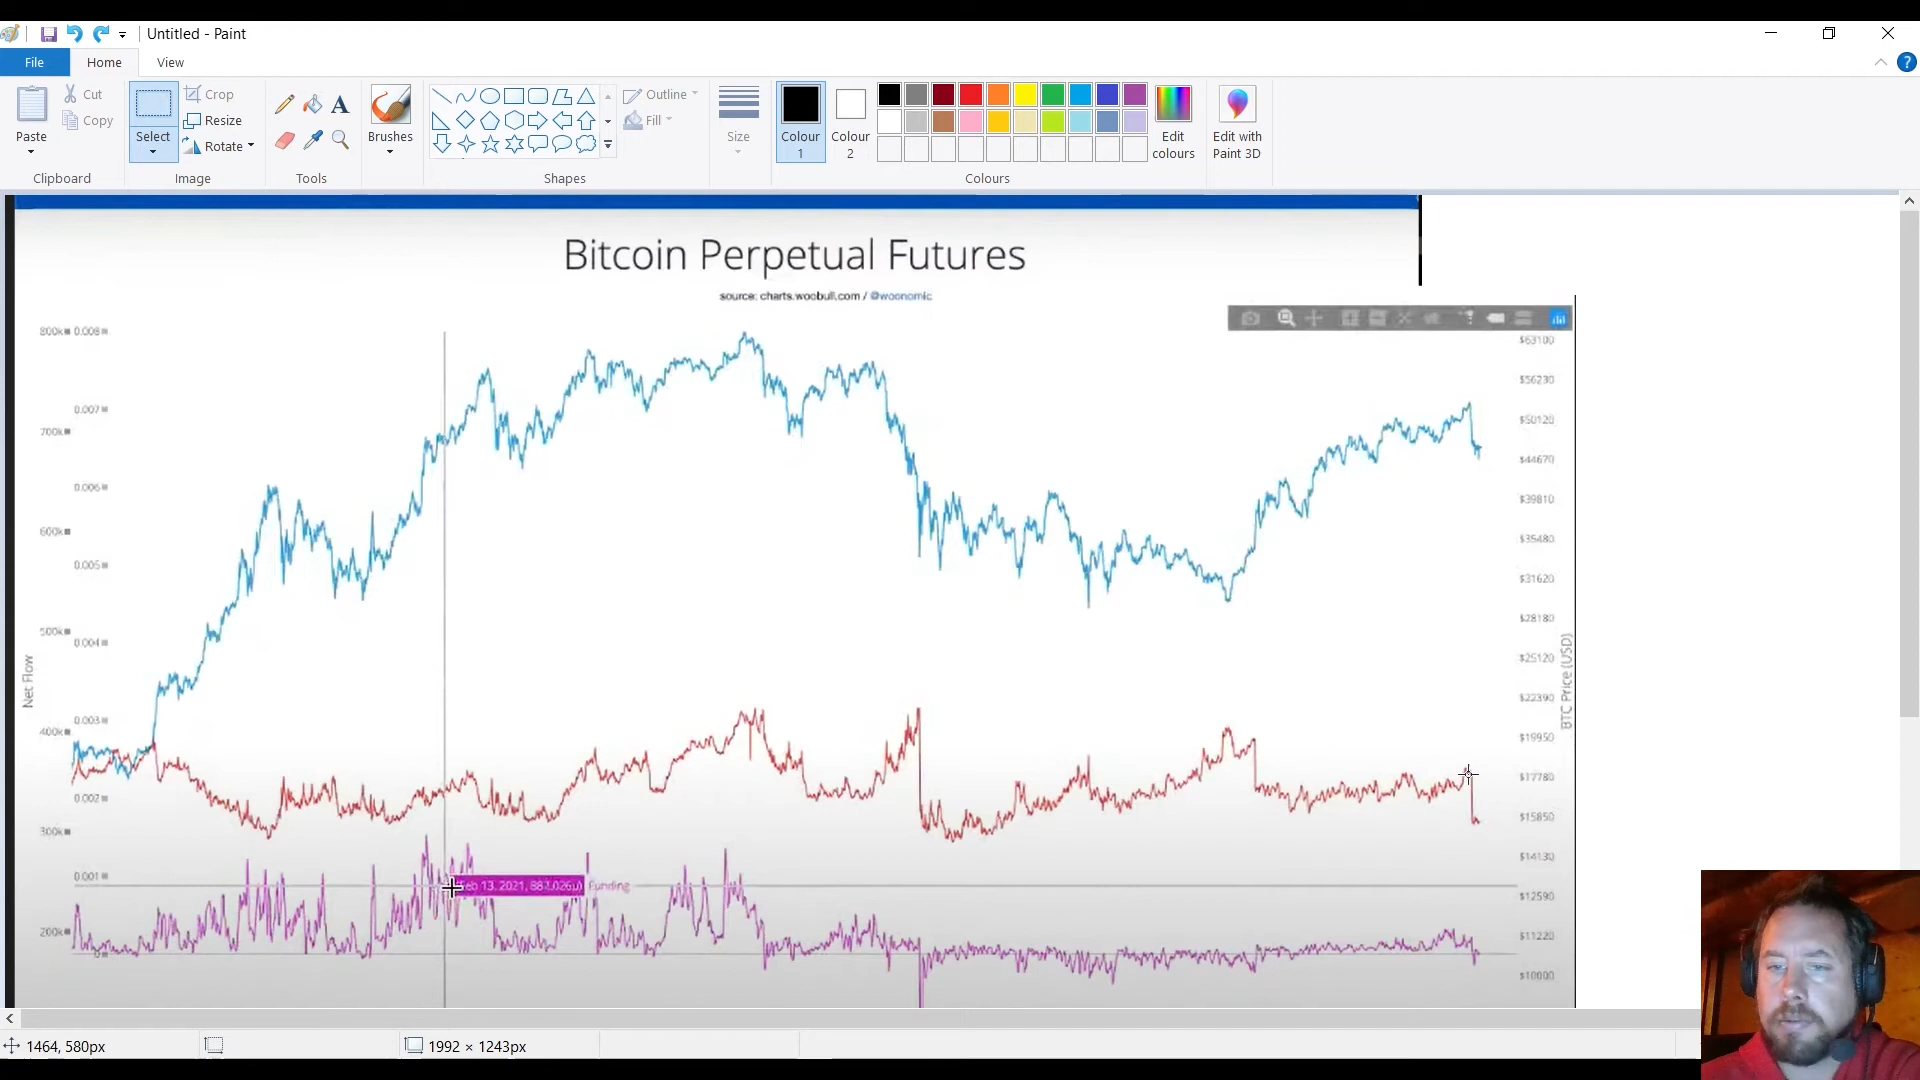 Untitled - Paint
File Home View
Paste Cut Copy
Clipboard
Select Crop Resize Rotate
Image
A
Tools
Brushes
Outline Fill
Shapes
Size
Colour 1 Colour 2
Edit colours
Colours
Edit with Paint 3D
?
Bitcoin Perpetual Futures
source: charts.woobull.com / @woonomic
800k
700k
600k
500k
400k
300k
200k
0.008
0.007
0.006
0.005
0.004
0.003
0.002
0.001
0
Net Flow
$63100
$56230
$50120
$44670
$39810
$35480
$31620
$28180
$25120
$22390
$19950
$17780
$15850
$14130
$12590
$11220
$10000
BTC Price (USD)
Feb 13, 2021, Funding
1464, 580px
1992 × 1243px